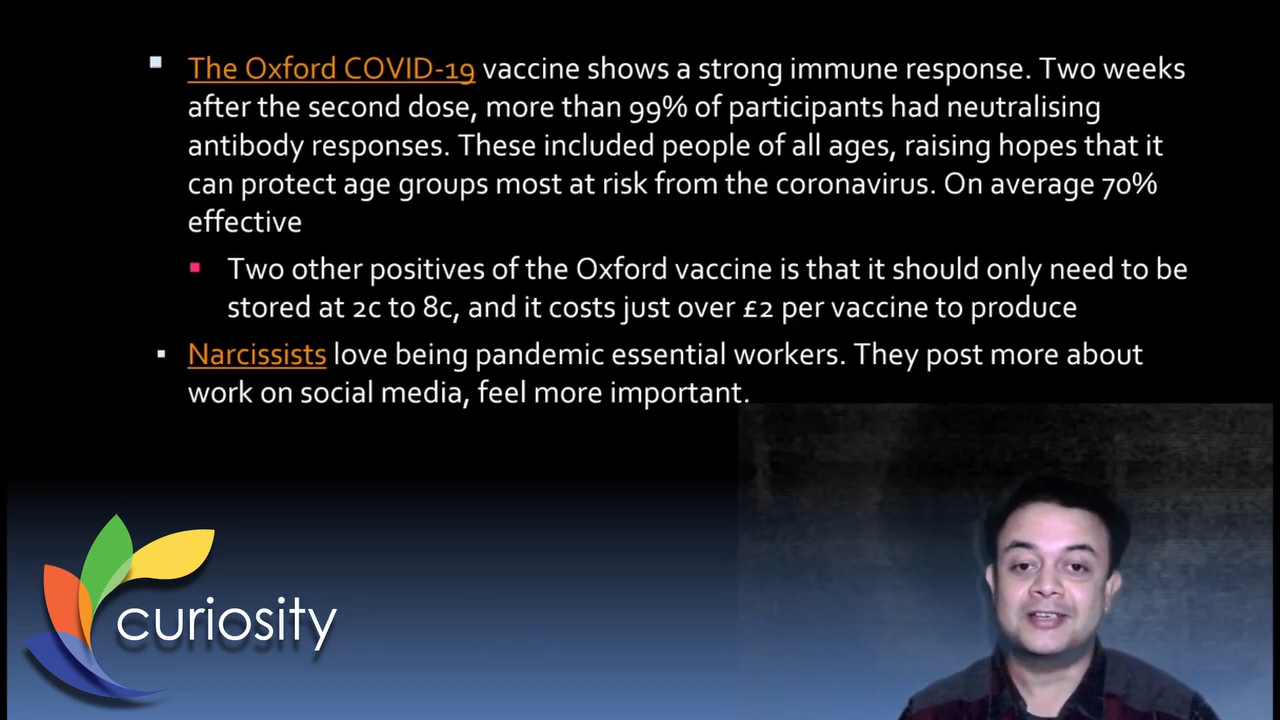 The Oxford COVID-19 vaccine shows a strong immune response. Two weeks
after the second dose, more than 99% of participants had neutralising
antibody responses. These included people of all ages, raising hopes that it
can protect age groups most at risk from the coronavirus. On average 70%
effective
Two other positives of the Oxford vaccine is that it should only need to be
stored at 2c to 8c, and it costs just over £2 per vaccine to produce
Narcissists love being pandemic essential workers. They post more about
work on social media, feel more important.
curiosity